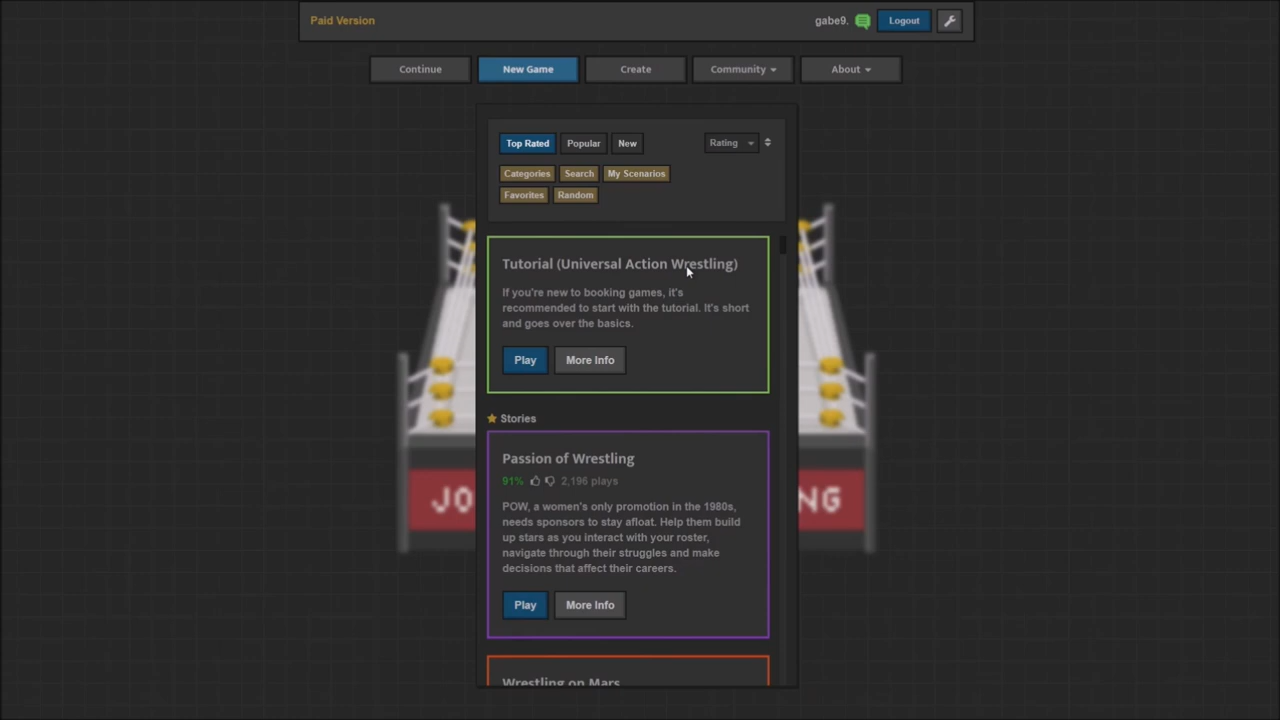 Paid Version
gabe9.
Logout
Continue
New Game
Create
Community
About
Top Rated
Popular
New
Rating
Categories
Search
My Scenarios
Favorites
Random
Tutorial (Universal Action Wrestling)
If you're new to booking games, it's
recommended to start with the tutorial. It's short
and goes over the basics.
Play
More Info
Stories
Passion of Wrestling
91%
2,196 plays
POW, a women's only promotion in the 1980s,
needs sponsors to stay afloat. Help them build
up stars as you interact with your roster,
navigate through their struggles and make
decisions that affect their careers.
Play
More Info
Wrestling on Mars
JO
NG